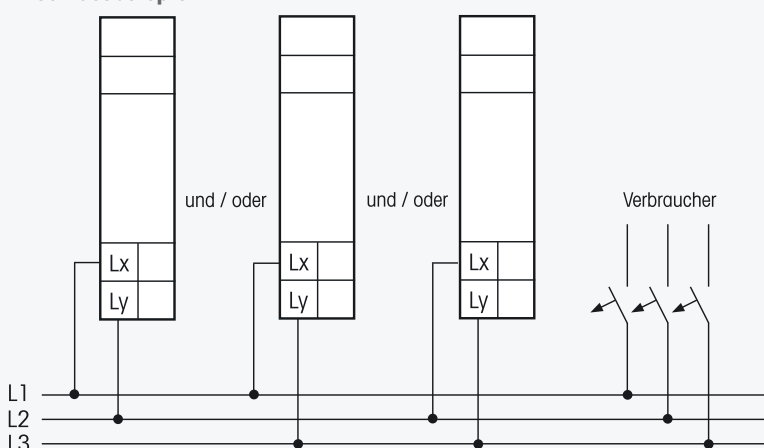 und / oder
und / oder
Verbraucher
Lx
Lx
Lx
Ly
Ly
Ly
L1
L2
L3